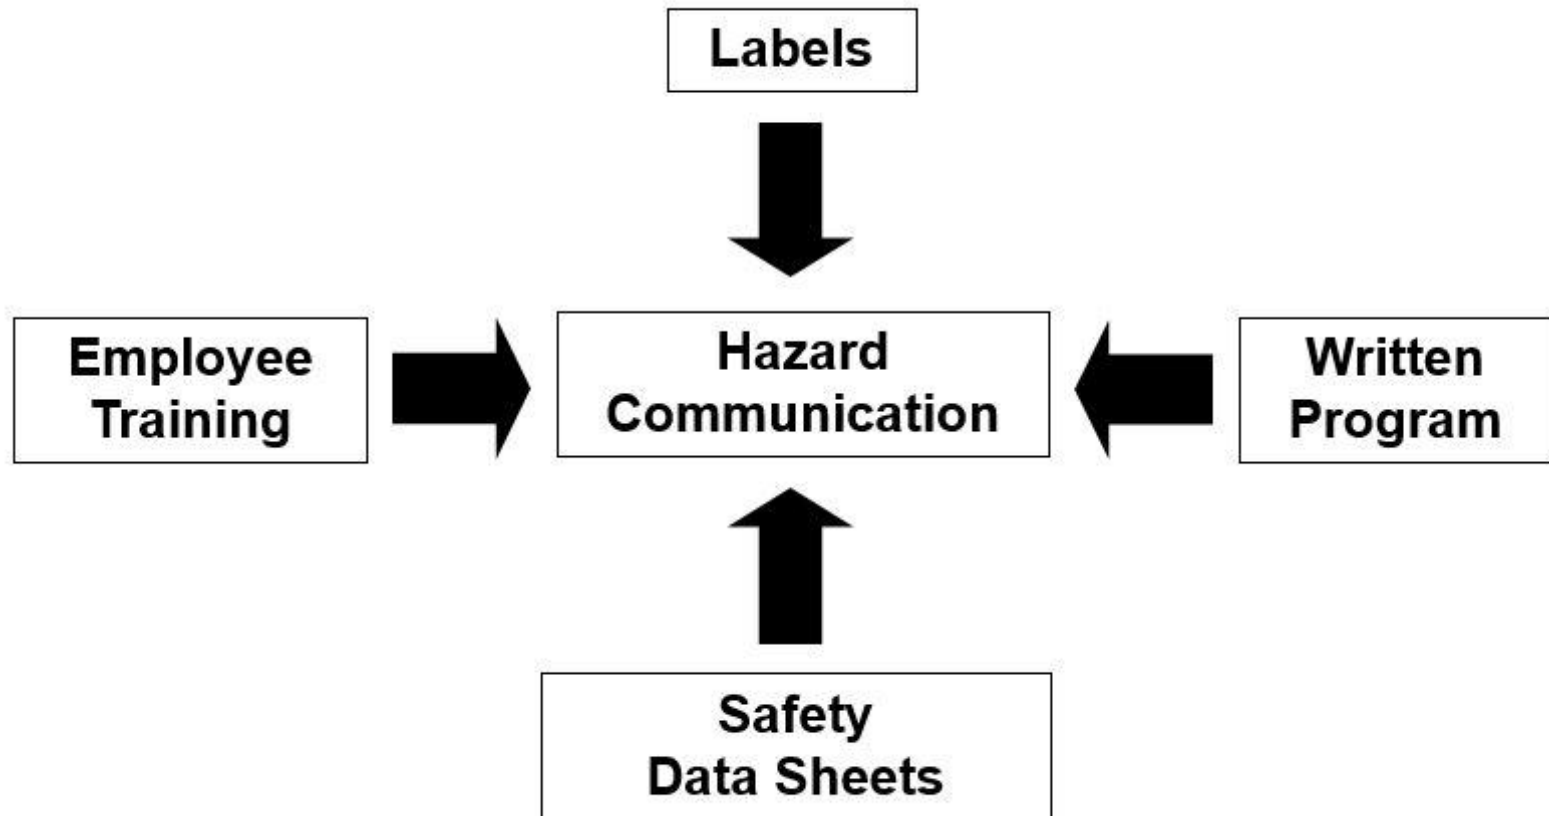 Labels
Employee
Training
Hazard
Communication
Written
Program
Safety
Data Sheets